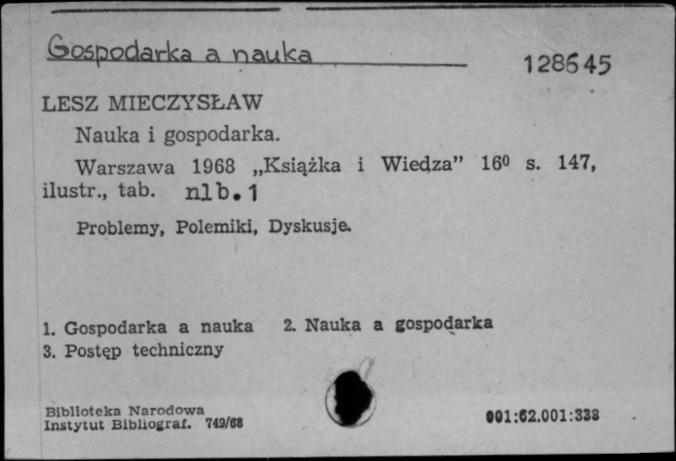 Gospodarka a nauka
128645
LESZ MIECZYSŁAW
Nauka i gospodarka.
Warszawa 1968 „Książka i Wiedza” 16⁰ s. 147,
ilustr., tab. nlb. 1
Problemy, Polemiki, Dyskusje.
1. Gospodarka a nauka 2. Nauka a gospodarka
3. Postęp techniczny
Biblioteka Narodowa
Instytut Bibliograf. 749/68
001:62.001:338